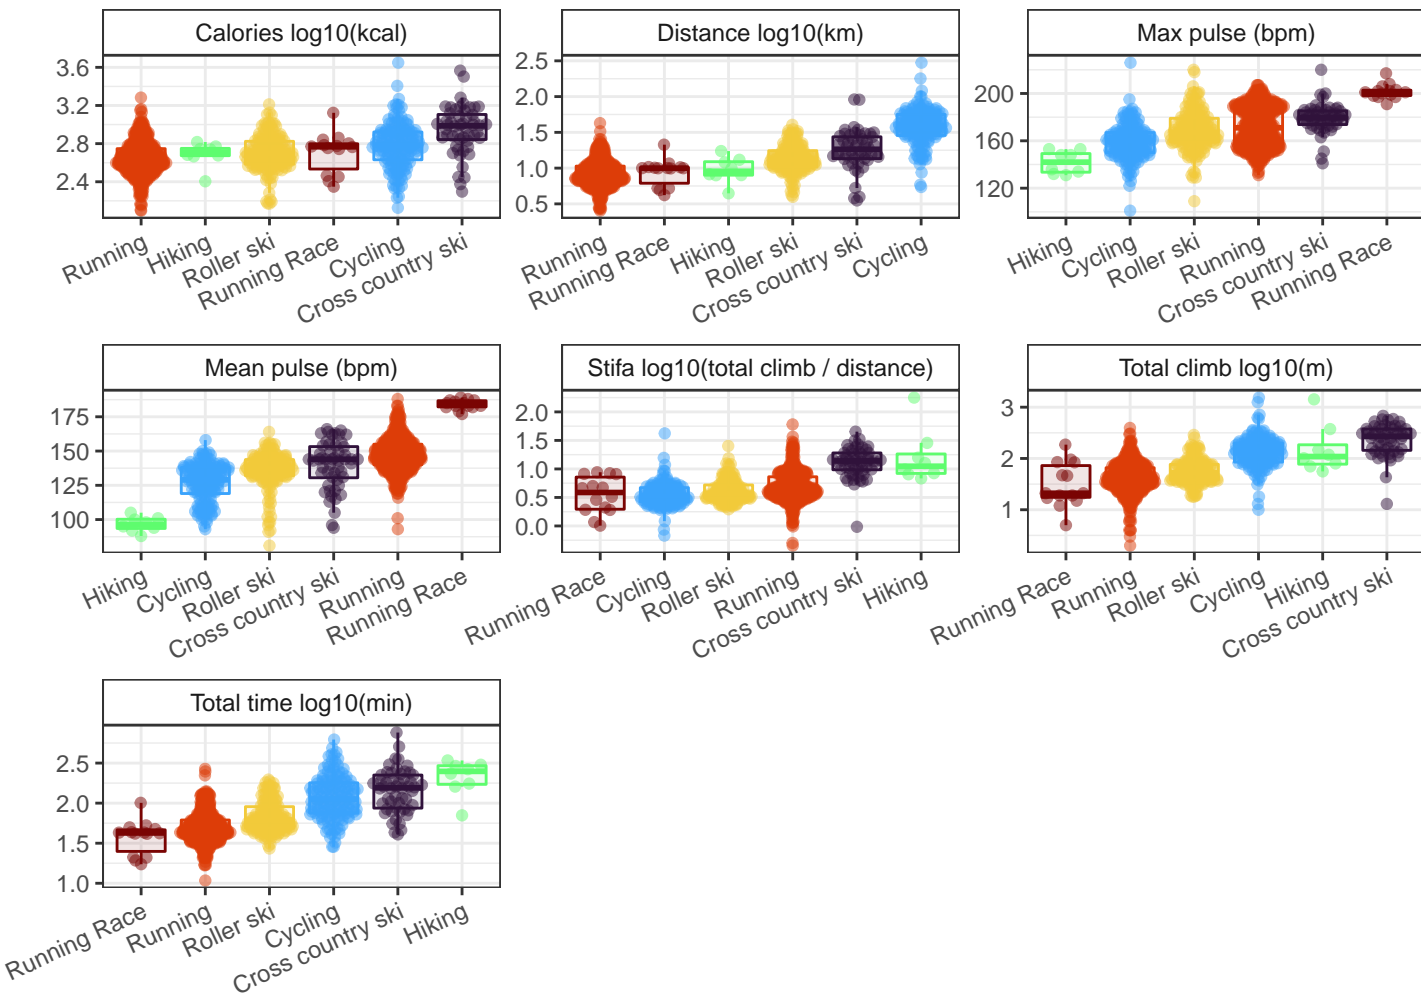 Calories log10(kcal)
3.6
3.2
2.8
2.4
Running
Hiking
Roller ski
Running Race
Cycling
Cross country ski
Distance log10(km)
2.5
2.0
1.5
1.0
0.5
Running
Running Race
Hiking
Roller ski
Cross country ski
Cycling
Max pulse (bpm)
200
160
120
Hiking
Cycling
Roller ski
Running
Cross country ski
Running Race
Mean pulse (bpm)
175
150
125
100
Hiking
Cycling
Roller ski
Cross country ski
Running
Running Race
Stifa log10(total climb / distance)
2.0
1.5
1.0
0.5
0.0
Running Race
Cycling
Roller ski
Running
Cross country ski
Hiking
Total climb log10(m)
3
2
1
Running Race
Running
Roller ski
Cycling
Hiking
Cross country ski
Total time log10(min)
2.5
2.0
1.5
1.0
Running Race
Running
Roller ski
Cycling
Cross country ski
Hiking